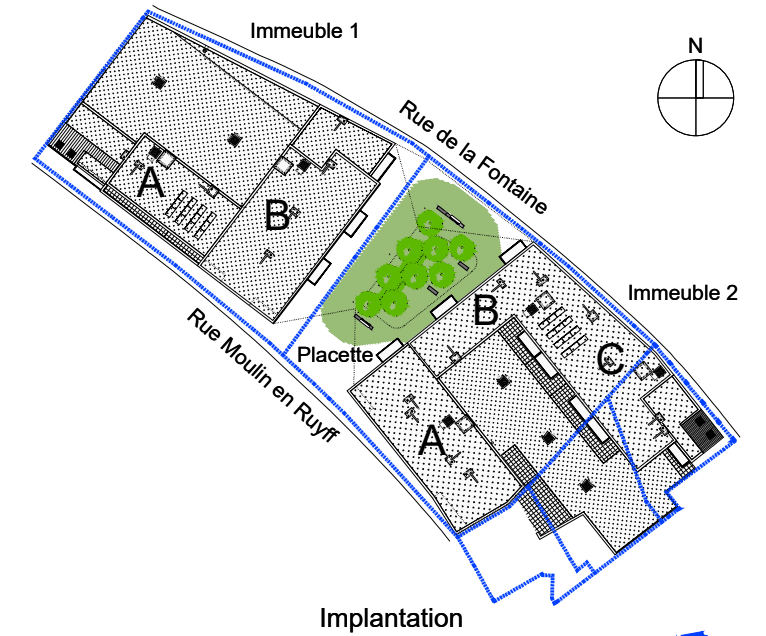 Immeuble 1
N
Rue de la Fontaine
A
B
Immeuble 2
B
Rue Moulin en Ruyff
Placette
C
A
Implantation